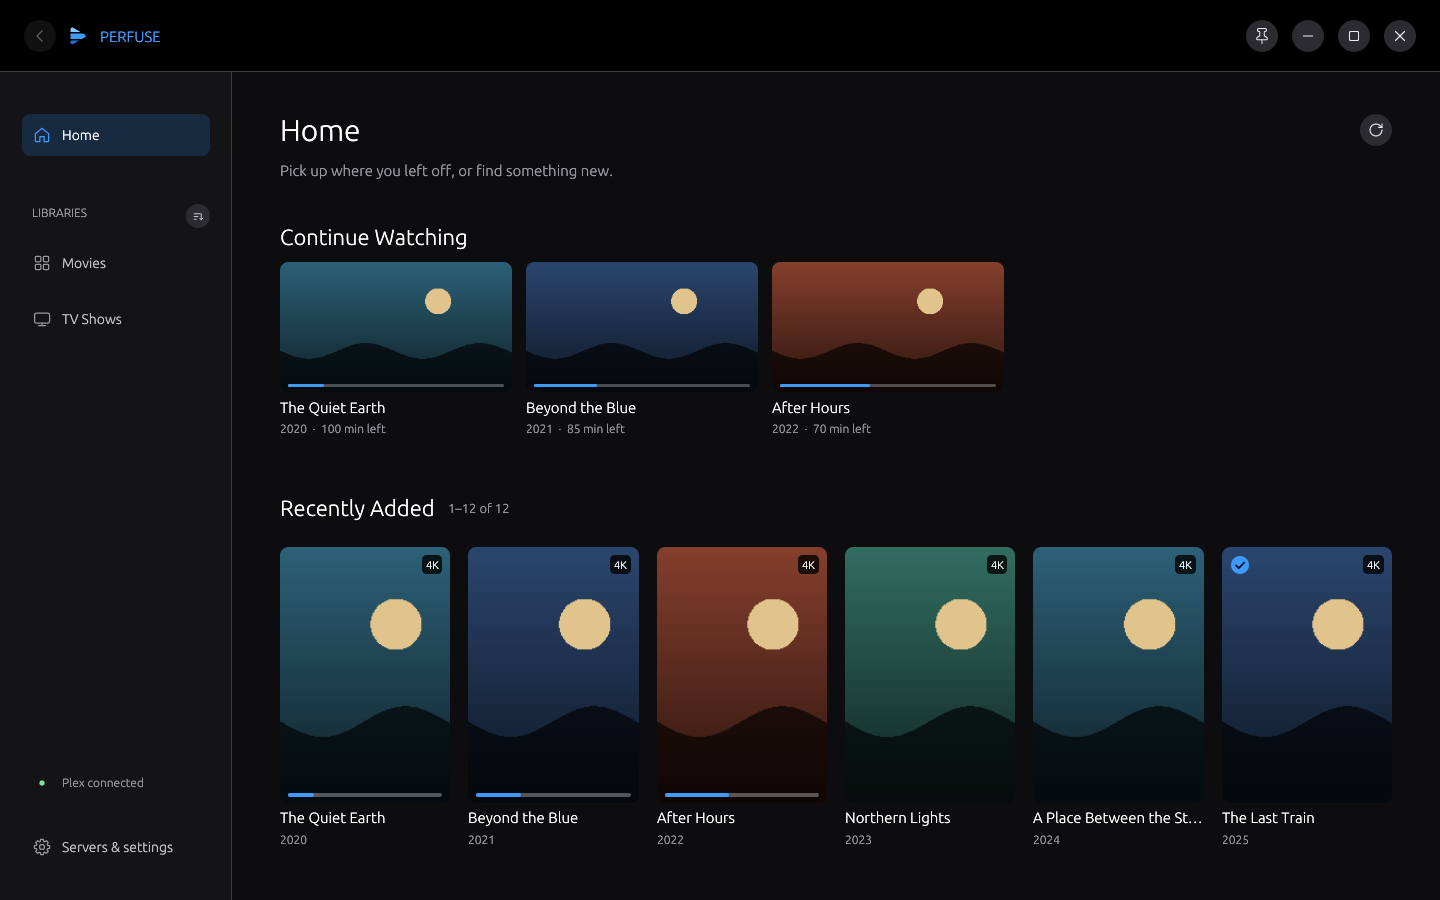 PERFUSE
Home
LIBRARIES
Movies
TV Shows
Plex connected
Servers & settings
Home
Pick up where you left off, or find something new.
Continue Watching
The Quiet Earth
2020 · 100 min left
Beyond the Blue
2021 · 85 min left
After Hours
2022 · 70 min left
Recently Added 1–12 of 12
4K
4K
4K
4K
4K
4K
The Quiet Earth
2020
Beyond the Blue
2021
After Hours
2022
Northern Lights
2023
A Place Between the St...
2024
The Last Train
2025